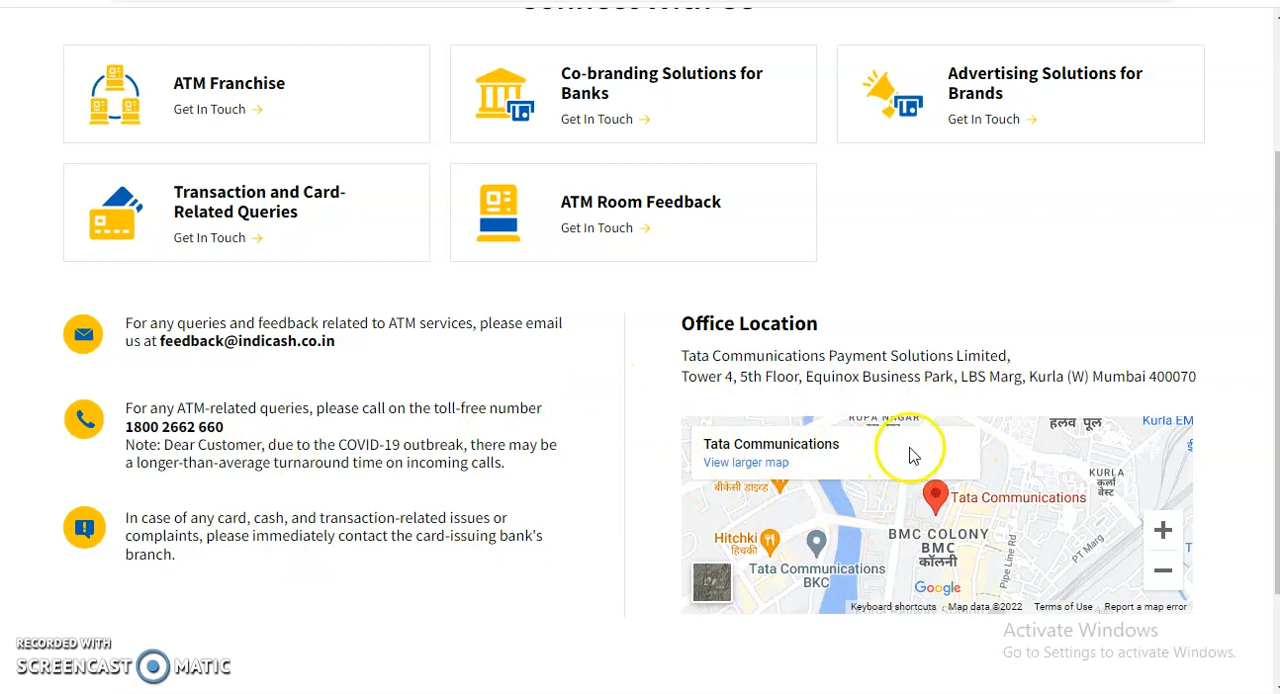 ATM Franchise
Get In Touch →
Co-branding Solutions for
Banks
Get In Touch →
Advertising Solutions for
Brands
Get In Touch →
Transaction and Card-
Related Queries
Get In Touch →
ATM Room Feedback
Get In Touch →
For any queries and feedback related to ATM services, please email
us at feedback@indicash.co.in
For any ATM-related queries, please call on the toll-free number
1800 2662 660
Note: Dear Customer, due to the COVID-19 outbreak, there may be
a longer-than-average turnaround time on incoming calls.
In case of any card, cash, and transaction-related issues or
complaints, please immediately contact the card-issuing bank's
branch.
Office Location
Tata Communications Payment Solutions Limited,
Tower 4, 5th Floor, Equinox Business Park, LBS Marg, Kurla (W) Mumbai 400070
हलव पूल
Kurla EM
Tata Communications
View larger map
बीकेसी डाइव्ह
KURLA
कुर्ला
वेस्ट
Tata Communications
Hitchki
हिचकी
BMC COLONY
BMC
कॉलनी
Pipe Line Rd
PT Marg
Tata Communications
BKC
Google
Keyboard shortcuts
Map data ©2022
Terms of Use
Report a map error
Activate Windows
Go to Settings to activate Windows.
RECORDED WITH
SCREENCAST MATIC